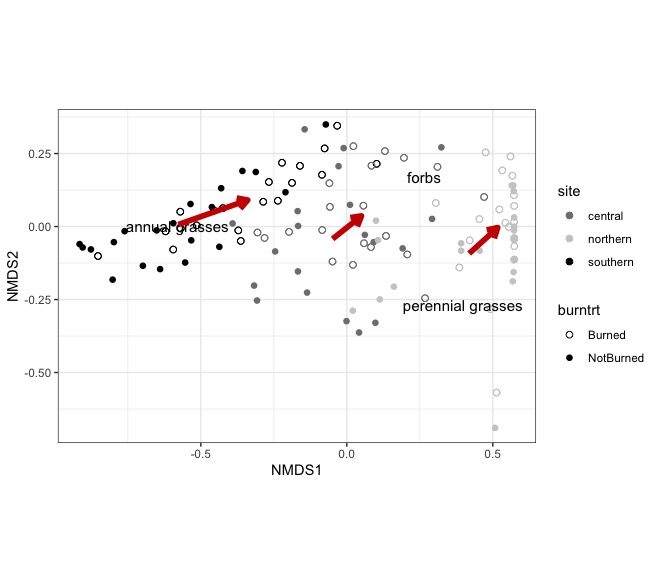 0.25
0.00
-0.25
-0.50
NMDS2
forbs
annual grasses
perennial grasses
-0.5
0.0
0.5
NMDS1
site
central
northern
southern
burntrt
Burned
NotBurned